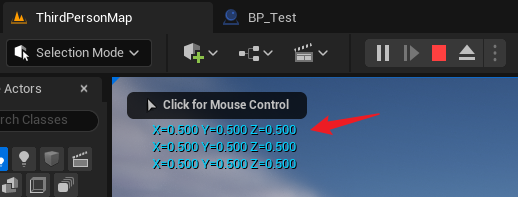 ThirdPersonMap
BP_Test
Selection Mode
Actors
Click for Mouse Control
arch Classes
X=0.500 Y=0.500 Z=0.500
X=0.500 Y=0.500 Z=0.500
X=0.500 Y=0.500 Z=0.500